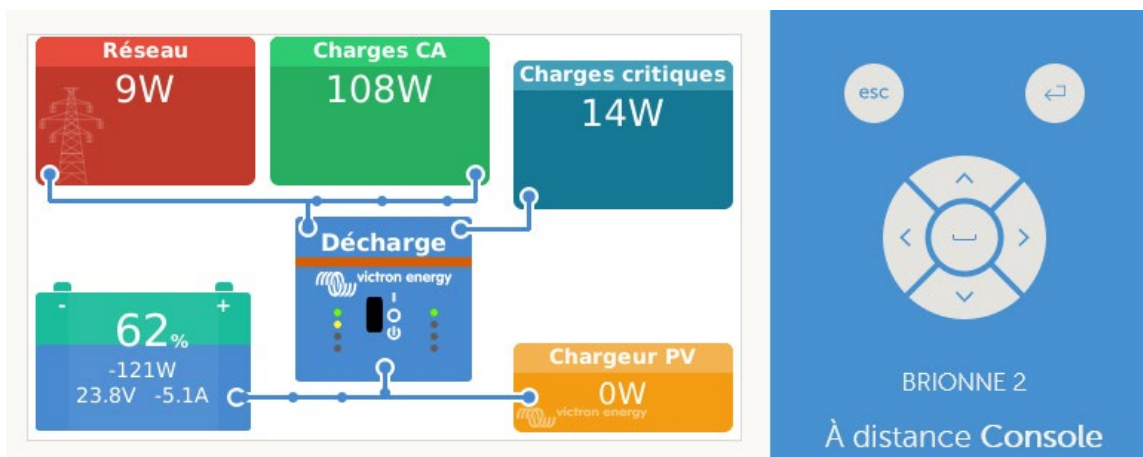 Réseau
9W
Charges CA
108W
Charges critiques
14W
Décharge
victron energy
I
O
- +
62%
-121W
23.8V -5.1A
Chargeur PV
0W
victron energy
esc
BRIONNE 2
À distance Console